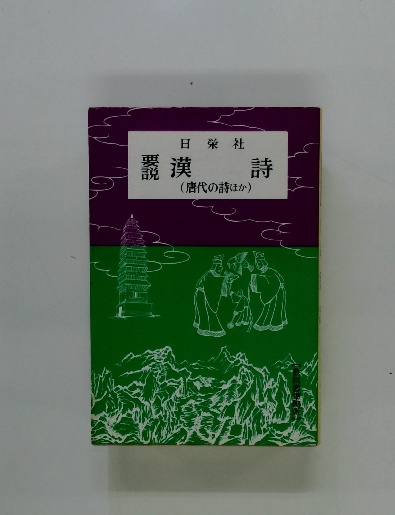 日栄社
要説 漢詩
(唐代の詩ほか)